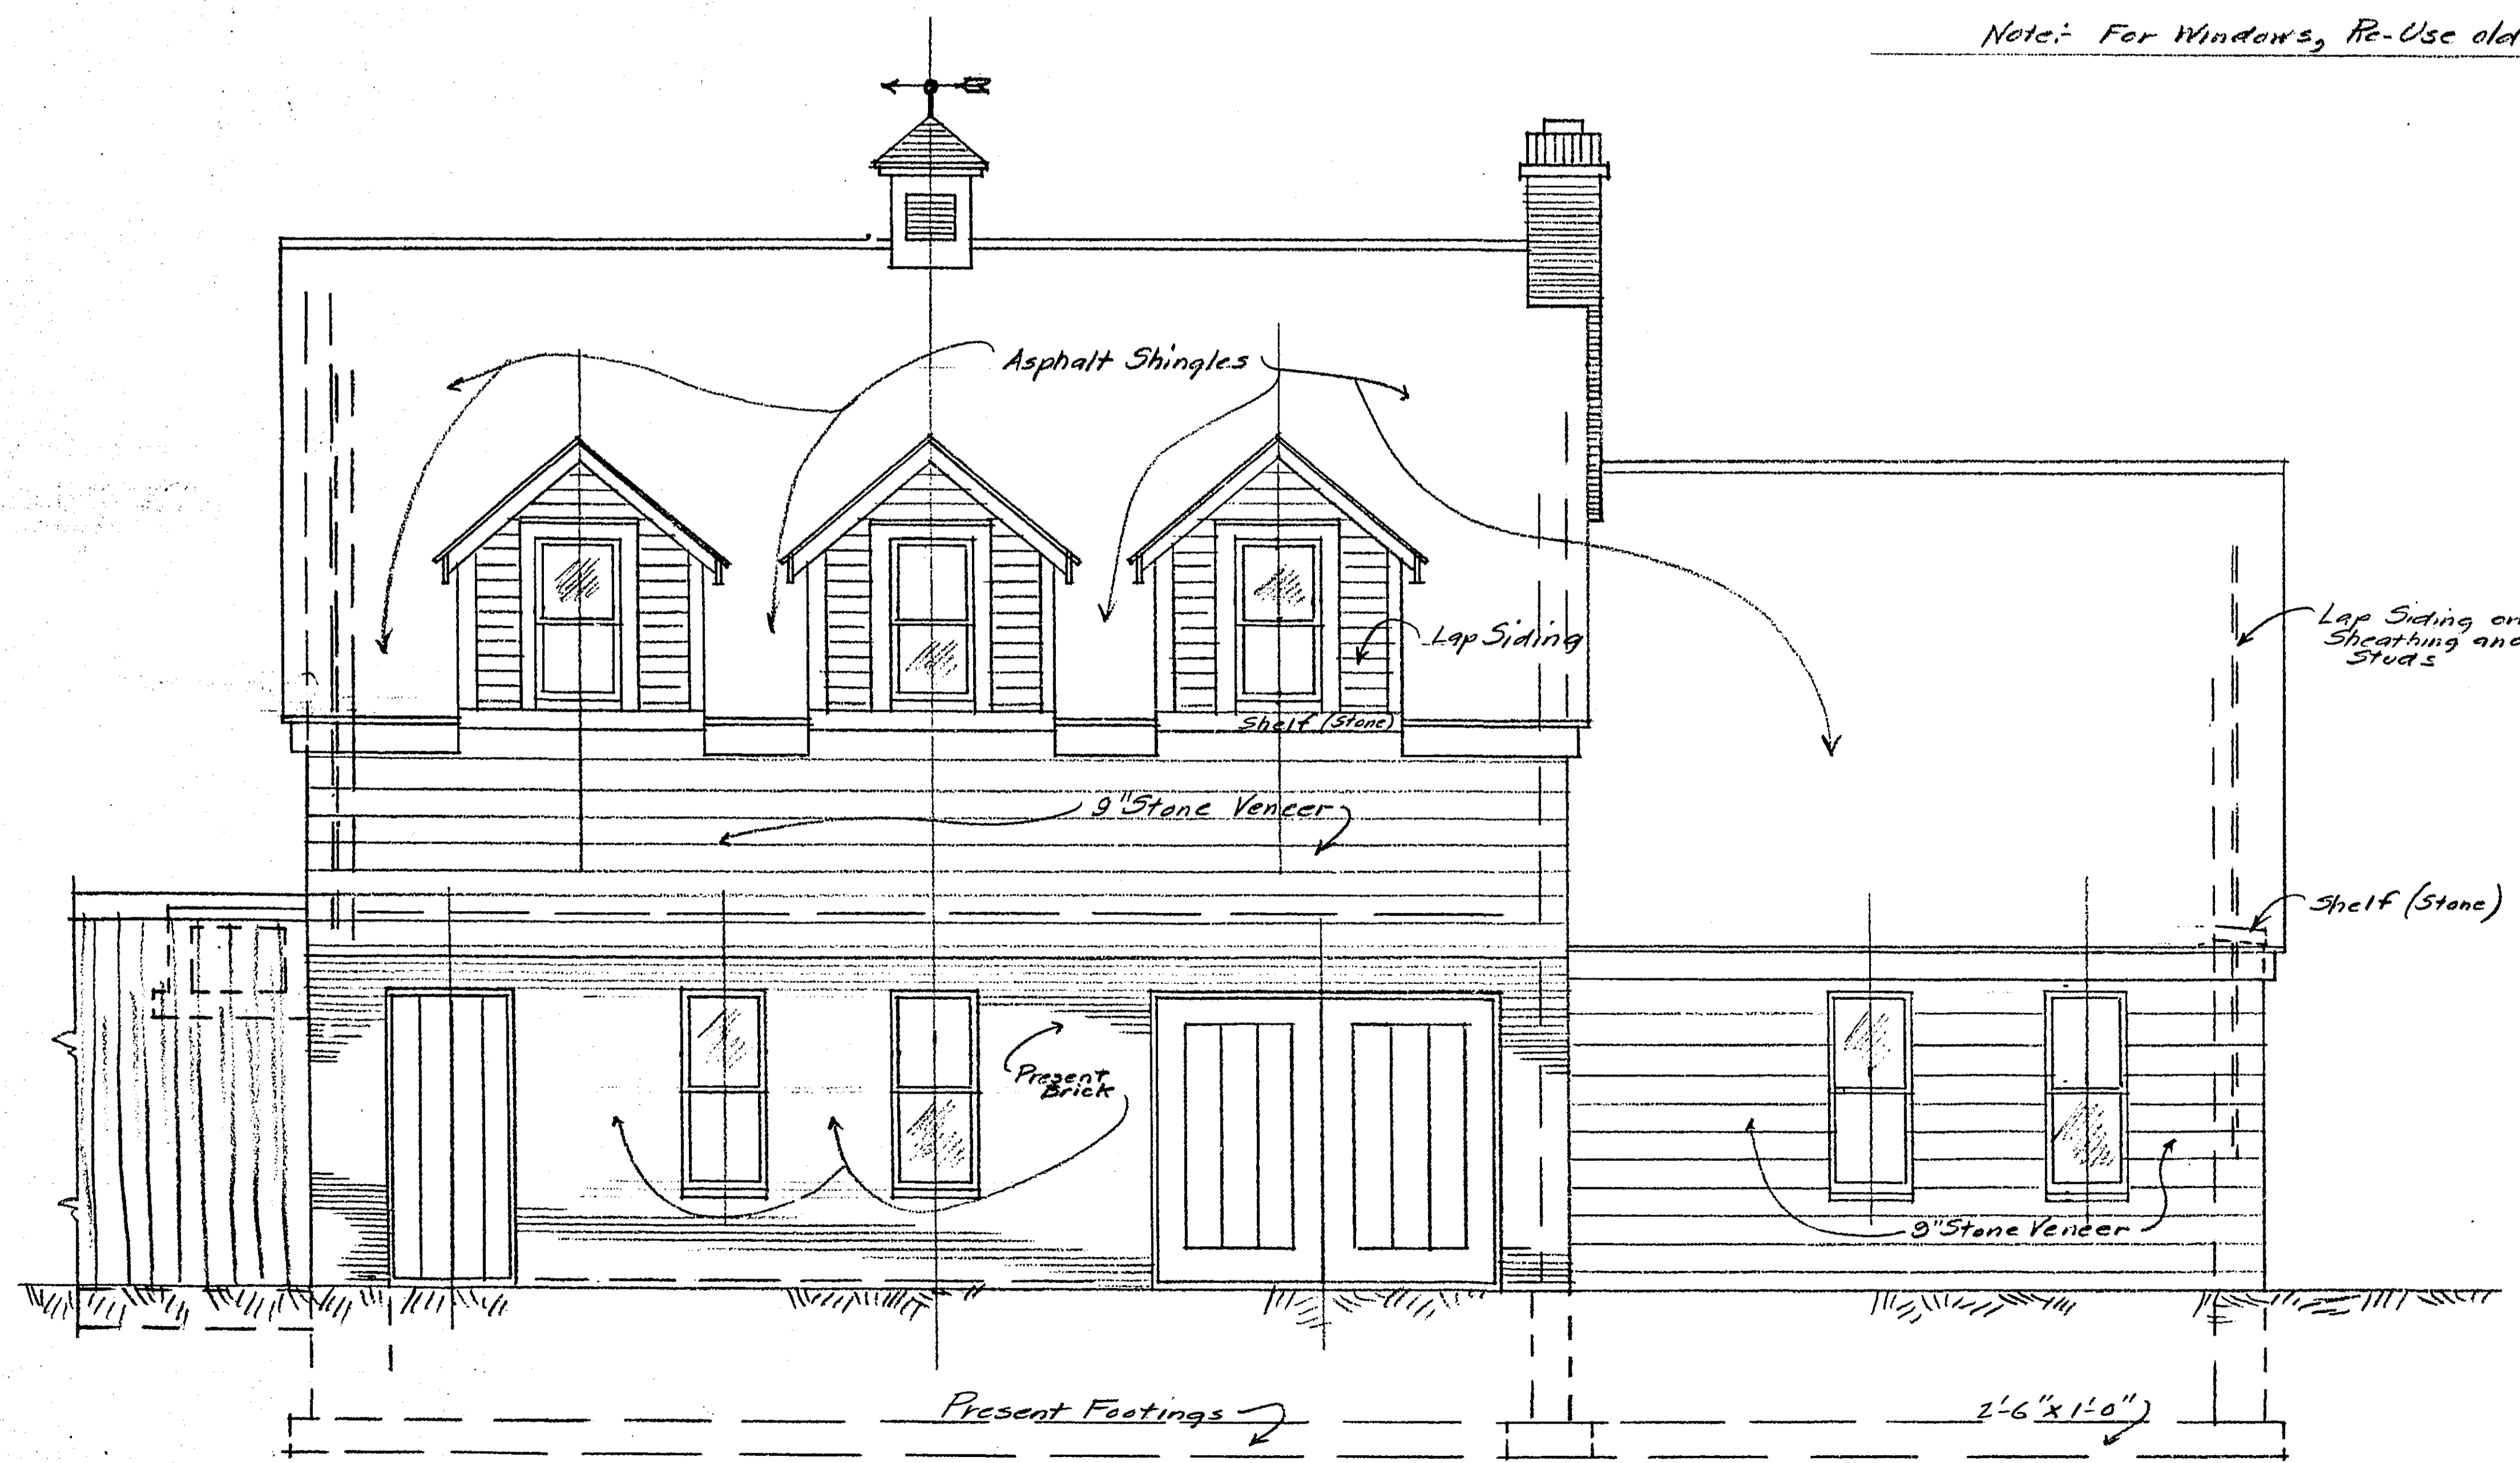 Note:- For Windows, Re-Use old
Asphalt Shingles
Lap Siding
Lap Siding on
Sheathing and
Studs
Shelf (Stone)
9" Stone Veneer
Shelf (Stone)
Present
Brick
9" Stone Veneer
Present Footings
2'-6" x 1'-0"